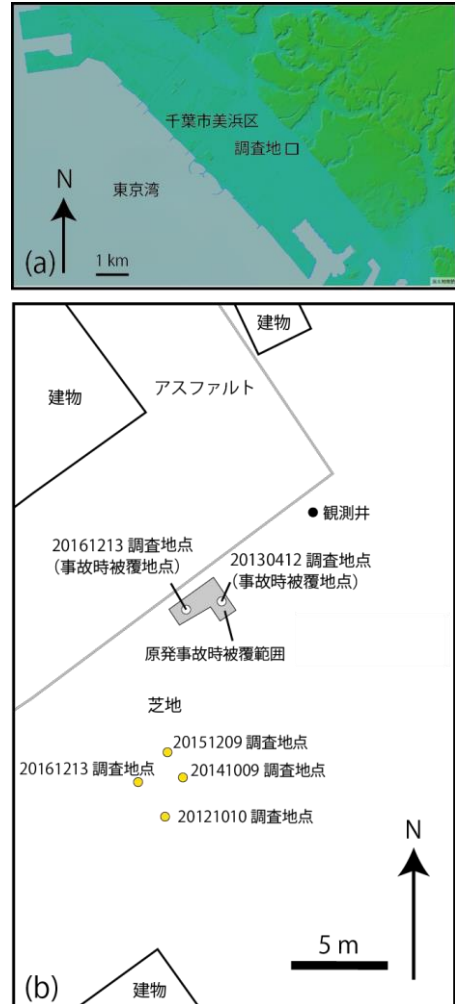 千葉市美浜区
調査地
東京湾
N
1 km
(a)
建物
建物
アスファルト
観測井
20161213 調査地点
（事故時被覆地点）
20130412 調査地点
（事故時被覆地点）
原発事故時被覆範囲
芝地
20151209 調査地点
20161213 調査地点
20141009 調査地点
20121010 調査地点
N
5 m
(b)
建物